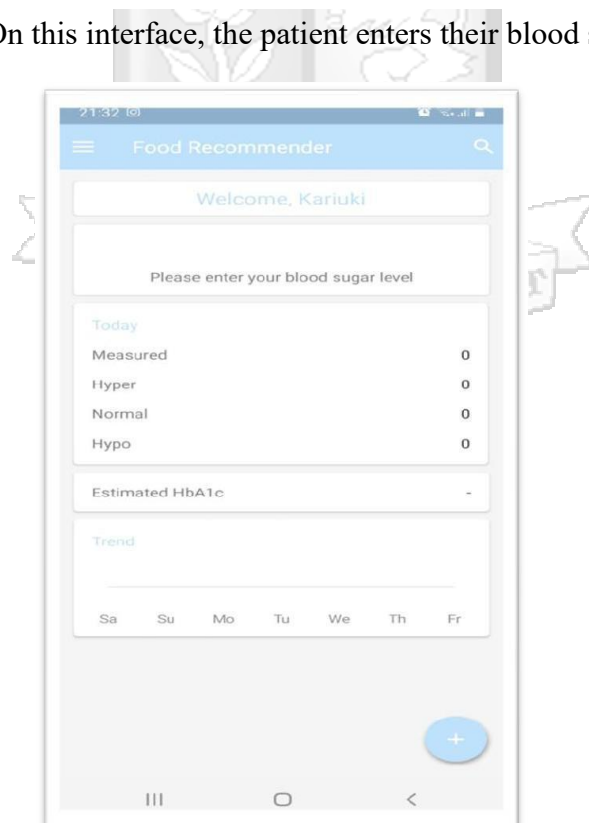 On this interface, the patient enters their blood
21:32
Food Recommender
Welcome, Kariuki
Please enter your blood sugar level
Today
Measured 0
Hyper 0
Normal 0
Hypo 0
Estimated HbA1c -
Trend
Sa Su Mo Tu We Th Fr
+